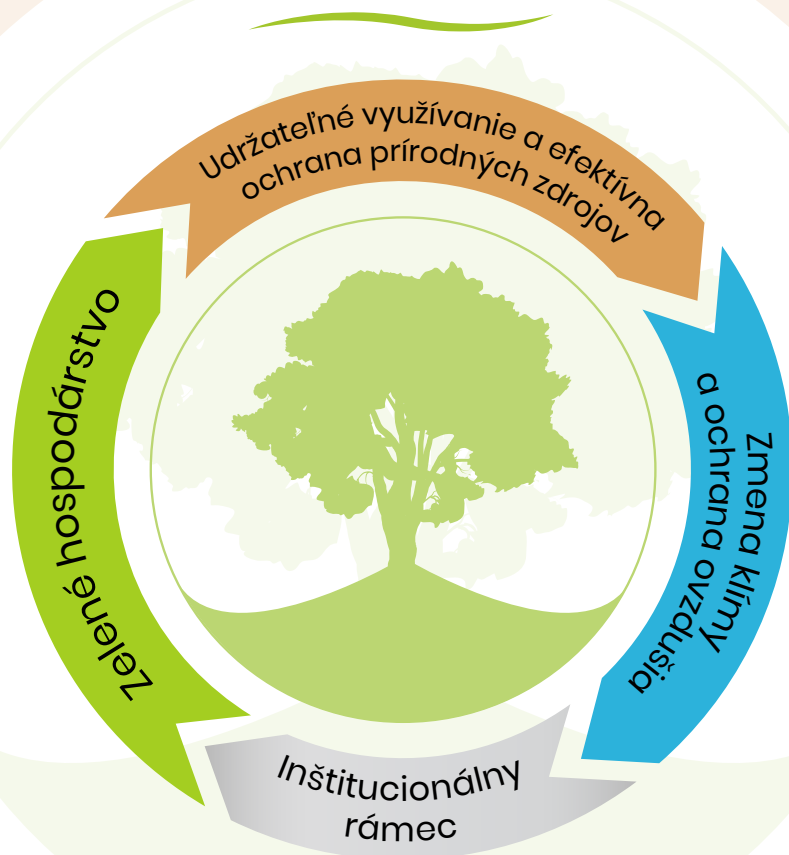 Udržateľné využívanie a efektívna
ochrana prírodných zdrojov
Zmena klímy
a ochrana ovzdušia
Inštitucionálny
rámec
Zelené hospodárstvo